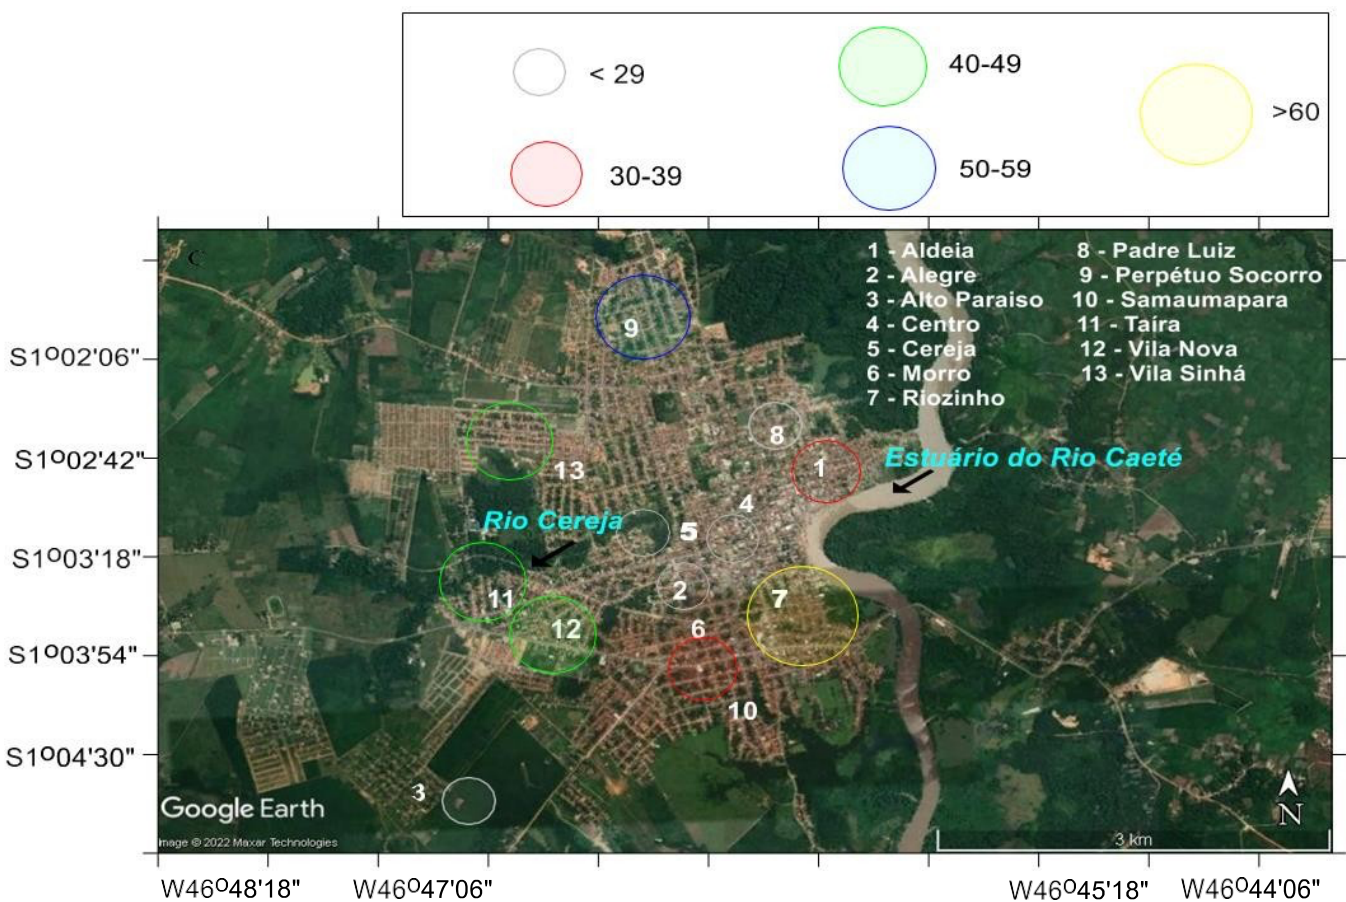 < 29
40-49
>60
30-39
50-59
C
1 - Aldeia
2 - Alegre
3 - Alto Paraiso
4 - Centro
5 - Cereja
6 - Morro
7 - Riozinho
8 - Padre Luiz
9 - Perpétuo Socorro
10 - Samaumapara
11 - Taíra
12 - Vila Nova
13 - Vila Sinhá
9
8
1
13
Estuário do Rio Caeté
4
Rio Cereja
5
2
7
11
12
6
10
3
S1º02'06"
S1º02'42"
S1º03'18"
S1º03'54"
S1º04'30"
Google Earth
Image © 2022 Maxar Technologies
N
3 km
W46º48'18"
W46º47'06"
W46º45'18"
W46º44'06"